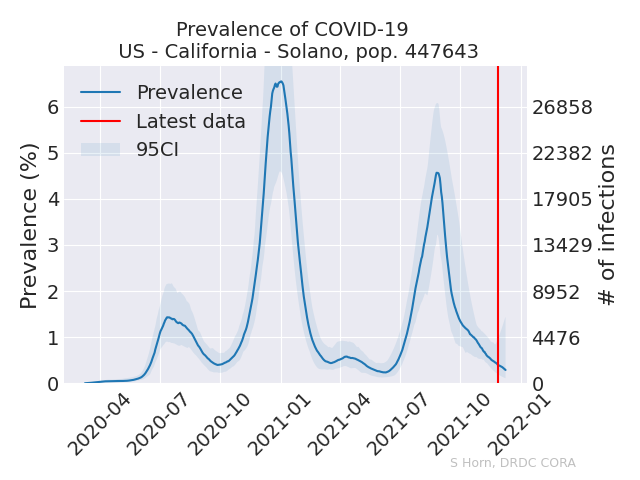 Prevalence of COVID-19
US - California - Solano, pop. 447643
Prevalence
Latest data
95CI
Prevalence (%)
6
5
4
3
2
1
0
26858
22382
17905
13429
8952
4476
0
# of infections
2020-04
2020-07
2020-10
2021-01
2021-04
2021-07
2021-10
2022-01
S Horn, DRDC CORA